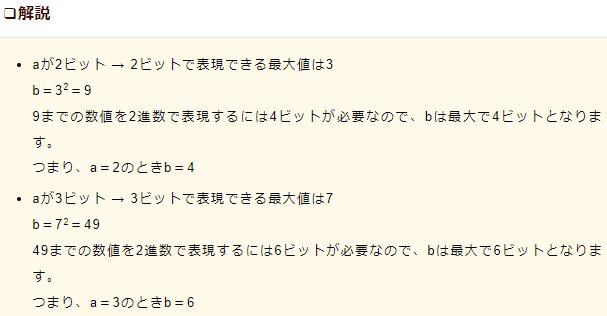 ❏解説
• aが2ビット → 2ビットで表現できる最大値は3
b＝3²＝9
9までの数値を2進数で表現するには4ビットが必要なので、bは最大で4ビットとなりま
す。
つまり、a＝2のときb＝4
• aが3ビット → 3ビットで表現できる最大値は7
b＝7²＝49
49までの数値を2進数で表現するには6ビットが必要なので、bは最大で6ビットとなりま
す。
つまり、a＝3のときb＝6